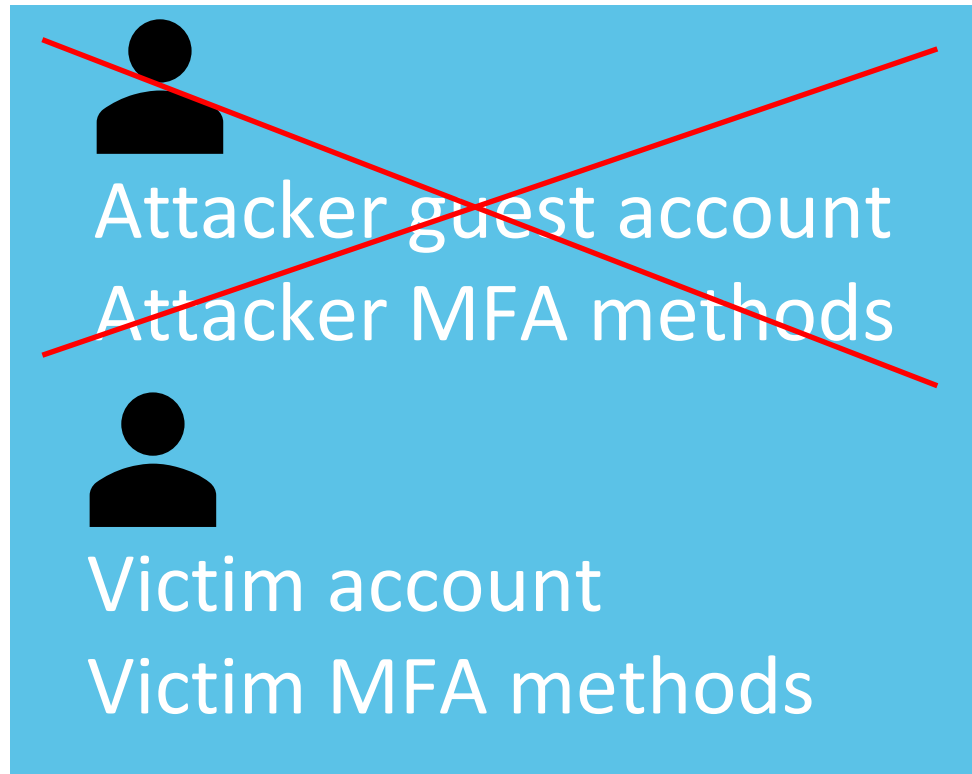 Attacker guest account
Attacker MFA methods
Victim account
Victim MFA methods